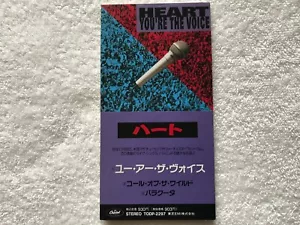 HEART
YOU'RE THE VOICE
ハート
ユー・アー・ザ・ヴォイス
コール・オブ・ザ・ワイルド
バラクーダ
Capitol
STEREO TODP-2297